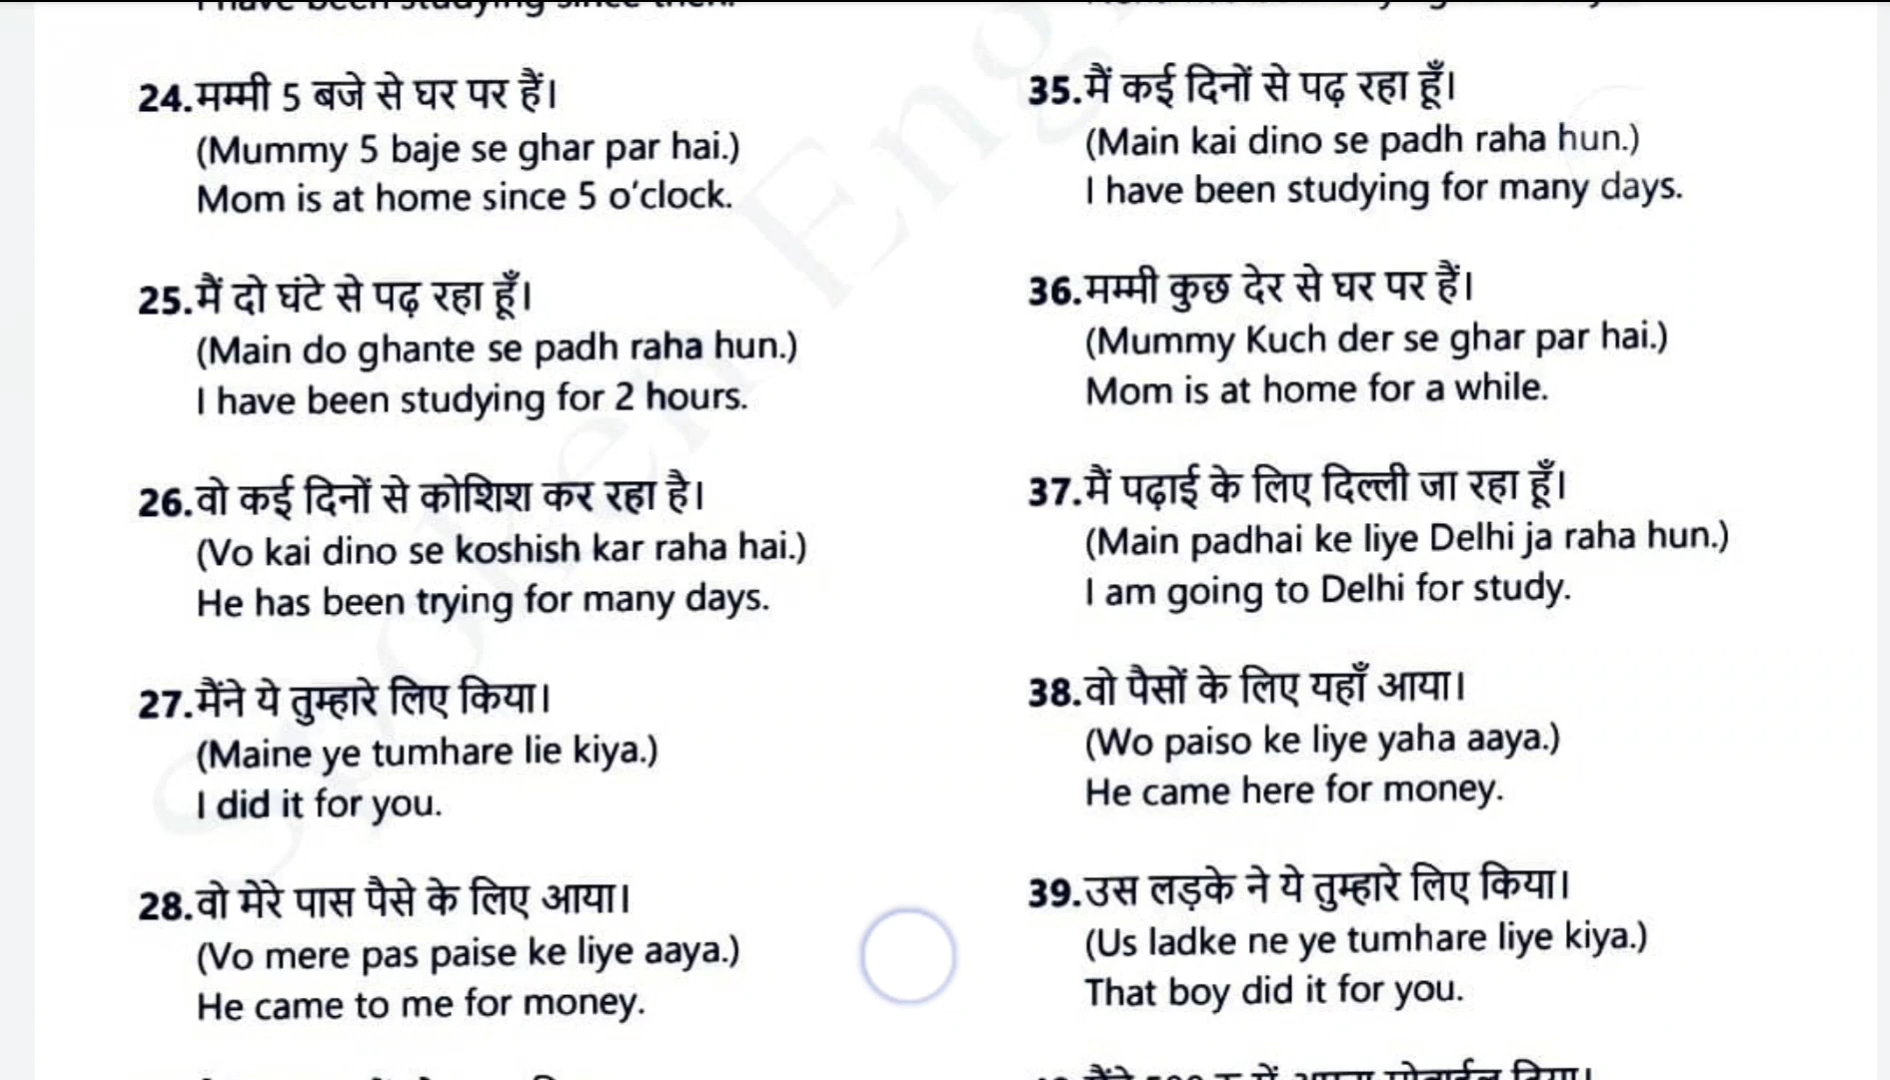 I have been studying since then.
24.मम्मी 5 बजे से घर पर हैं।
(Mummy 5 baje se ghar par hai.)
Mom is at home since 5 o'clock.
25.मैं दो घंटे से पढ़ रहा हूँ।
(Main do ghante se padh raha hun.)
I have been studying for 2 hours.
26.वो कई दिनों से कोशिश कर रहा है।
(Vo kai dino se koshish kar raha hai.)
He has been trying for many days.
27.मैंने ये तुम्हारे लिए किया।
(Maine ye tumhare lie kiya.)
I did it for you.
28.वो मेरे पास पैसे के लिए आया।
(Vo mere pas paise ke liye aaya.)
He came to me for money.
35.मैं कई दिनों से पढ़ रहा हूँ।
(Main kai dino se padh raha hun.)
I have been studying for many days.
36.मम्मी कुछ देर से घर पर हैं।
(Mummy Kuch der se ghar par hai.)
Mom is at home for a while.
37.मैं पढ़ाई के लिए दिल्ली जा रहा हूँ।
(Main padhai ke liye Delhi ja raha hun.)
I am going to Delhi for study.
38.वो पैसों के लिए यहाँ आया।
(Wo paiso ke liye yaha aaya.)
He came here for money.
39.उस लड़के ने ये तुम्हारे लिए किया।
(Us ladke ne ye tumhare liye kiya.)
That boy did it for you.
Spoken Eng